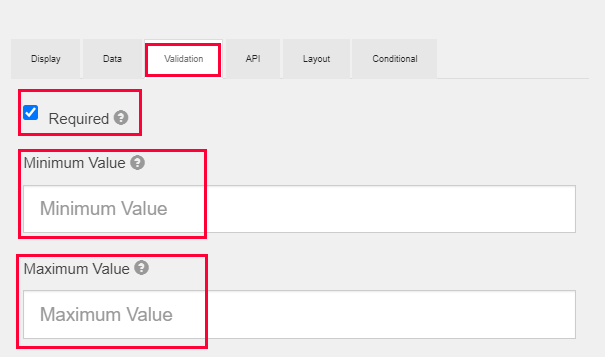 Display Data Validation API Layout Conditional
Required
Minimum Value
Minimum Value
Maximum Value
Maximum Value